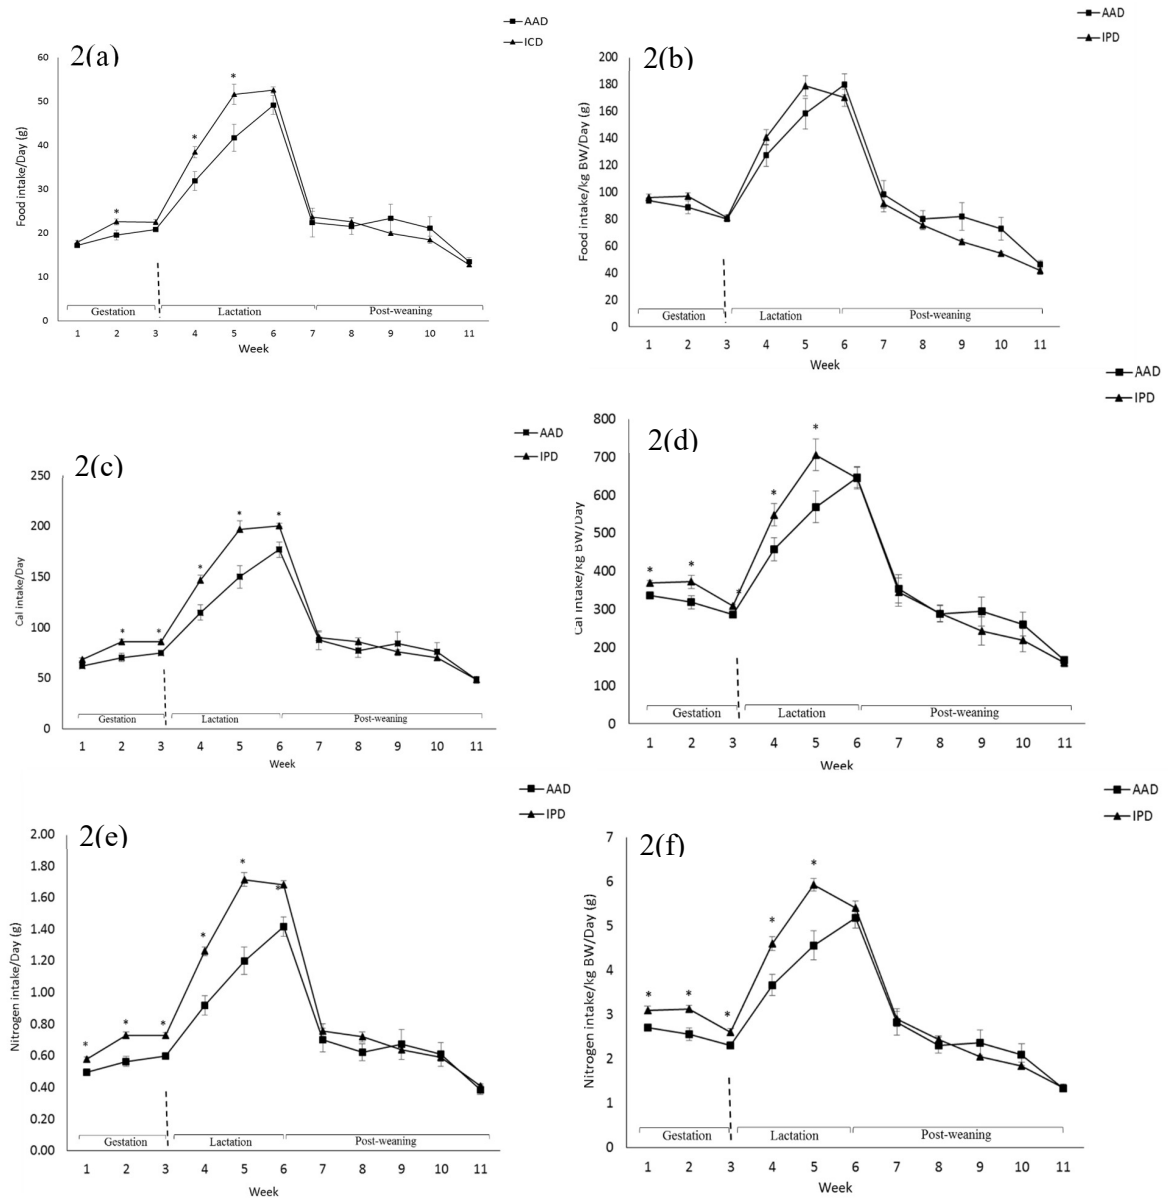 AAD
ICD
2(a)
Food intake/Day (g)
60
50
40
30
20
10
0
* * *
Gestation Lactation Post-weaning
1 2 3 4 5 6 7 8 9 10 11
Week
AAD
IPD
2(b)
Food intake/kg BW/Day (g)
200
180
160
140
120
100
80
60
40
20
0
Gestation Lactation Post-weaning
1 2 3 4 5 6 7 8 9 10 11
Week
AAD
IPD
2(c)
Cal intake/Day
250
200
150
100
50
0
* * * * *
Gestation Lactation Post-weaning
1 2 3 4 5 6 7 8 9 10 11
Week
AAD
IPD
2(d)
Cal intake/kg BW/Day
800
700
600
500
400
300
200
100
0
* * * * *
Gestation Lactation Post-weaning
1 2 3 4 5 6 7 8 9 10 11
Week
AAD
IPD
2(e)
Nitrogen intake/Day (g)
2.00
1.80
1.60
1.40
1.20
1.00
0.80
0.60
0.40
0.20
0.00
* * * * * *
Gestation Lactation Post-weaning
1 2 3 4 5 6 7 8 9 10 11
Week
AAD
IPD
2(f)
Nitrogen intake/kg BW/Day (g)
7
6
5
4
3
2
1
0
* * * * *
Gestation Lactation Post-weaning
1 2 3 4 5 6 7 8 9 10 11
Week